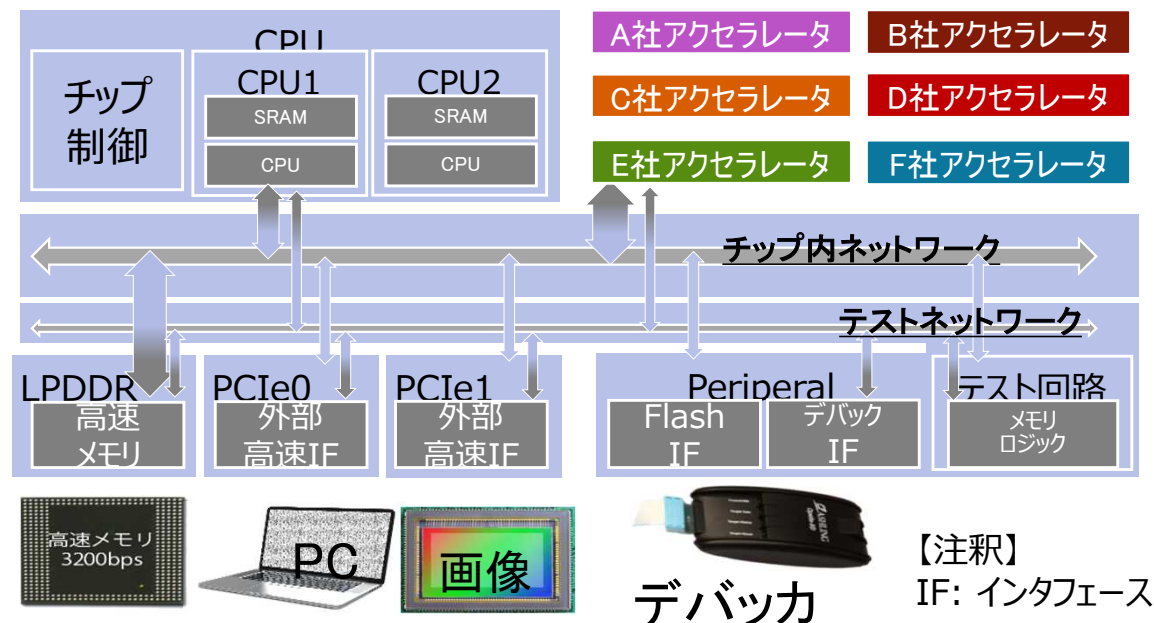 CPU
チップ
制御
CPU1
SRAM
CPU
CPU2
SRAM
CPU
A社アクセラレータ
B社アクセラレータ
C社アクセラレータ
D社アクセラレータ
E社アクセラレータ
F社アクセラレータ
チップ内ネットワーク
テストネットワーク
LPDDR
高速
メモリ
PCIe0
外部
高速IF
PCIe1
外部
高速IF
Periperal
Flash
IF
デバック
IF
テスト回路
メモリ
ロジック
高速メモリ
3200bps
PC
画像
デバッカ
【注釈】
IF: インタフェース